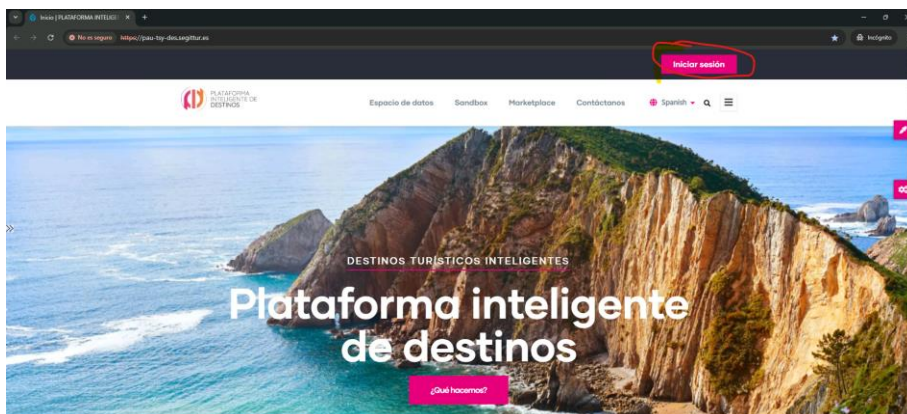 Inicio | PLATAFORMA INTELIGE
No es seguro https://pau-tsy-des.segittur.es
Incógnito
Iniciar sesión
PLATAFORMA
INTELIGENTE DE
DESTINOS
Espacio de datos Sandbox Marketplace Contáctanos Spanish
DESTINOS TURÍSTICOS INTELIGENTES
Plataforma inteligente
de destinos
¿Qué hacemos?